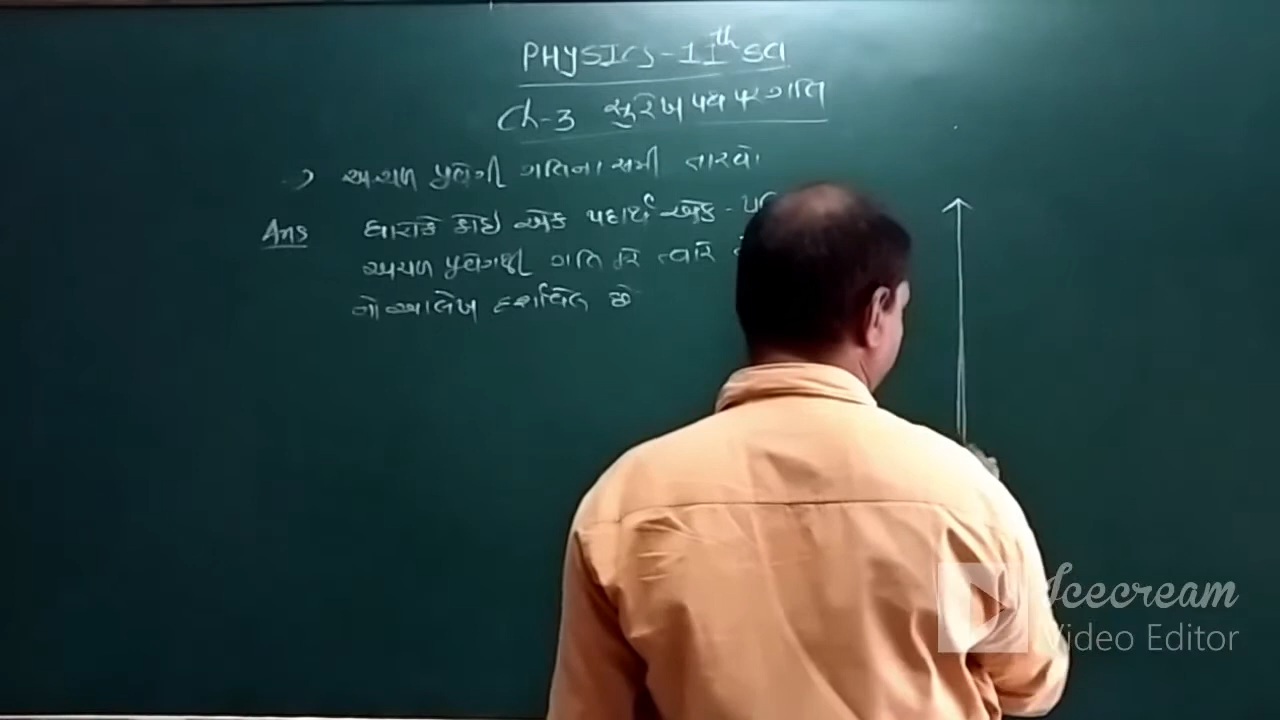 PHYSICS-11th sci
Ch-3 સુરેખ પથ પર ગતિ
અચળ પ્રવેગી ગતિના સમી તારવો
Ans ધારોકે કોઇ એક પદાર્થ એક-
અચળ પ્રવેગથી ગતિ કરે ત્યારે
નો આલેખ દર્શાવેલ છે
Icecream
Video Editor